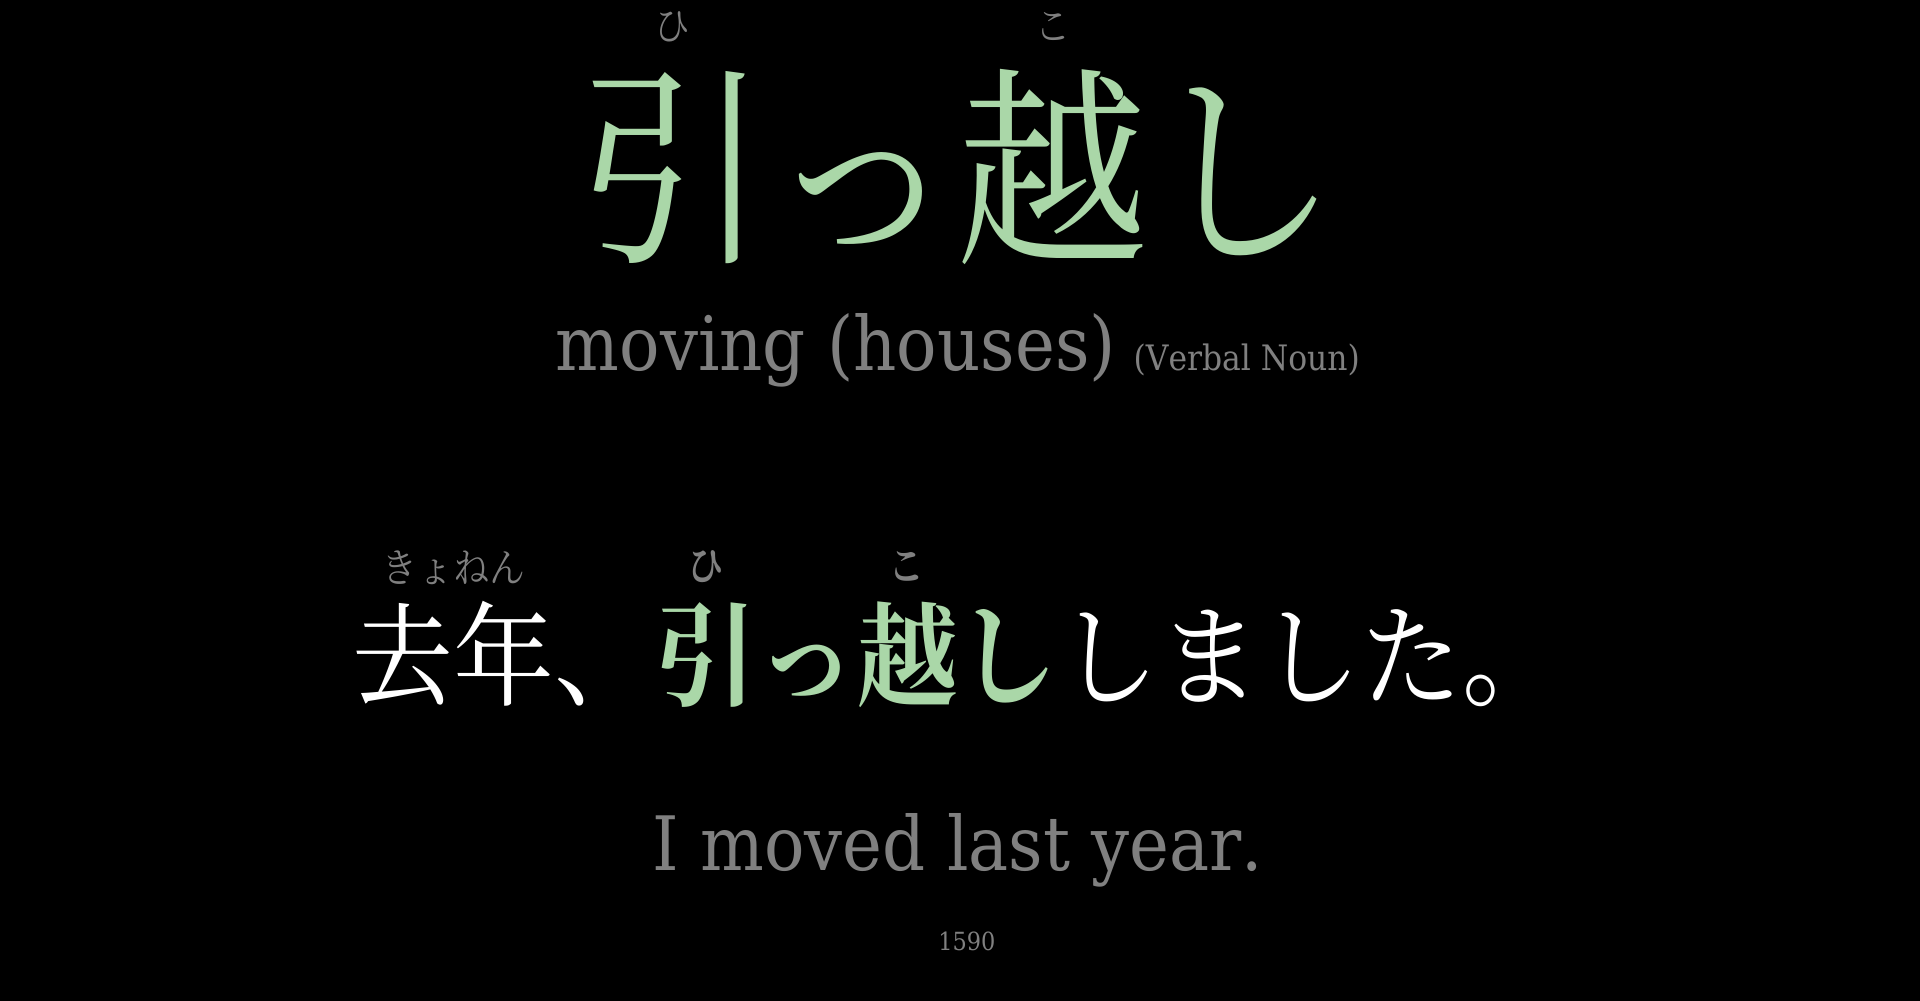 ひ こ
引っ越し
moving (houses) (Verbal Noun)
きょねん ひ こ
去年、引っ越ししました。
I moved last year.
1590